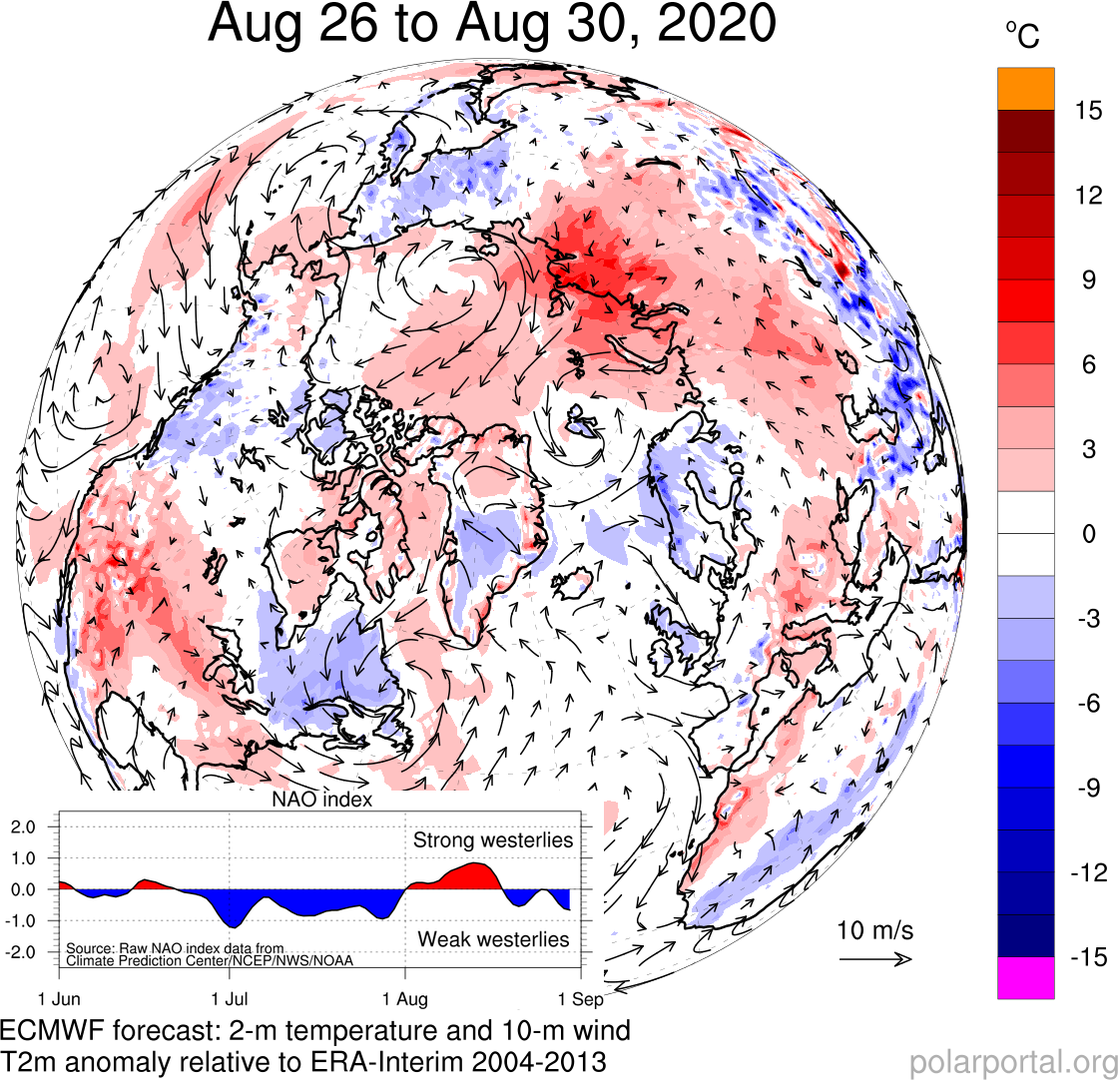 Aug 26 to Aug 30, 2020
°C
15
12
9
6
3
0
-3
-6
-9
-12
-15
10 m/s
NAO index
2.0
1.0
0.0
-1.0
-2.0
Strong westerlies
Weak westerlies
Source: Raw NAO index data from
Climate Prediction Center/NCEP/NWS/NOAA
1 Jun
1 Jul
1 Aug
1 Sep
ECMWF forecast: 2-m temperature and 10-m wind
T2m anomaly relative to ERA-Interim 2004-2013
polarportal.org